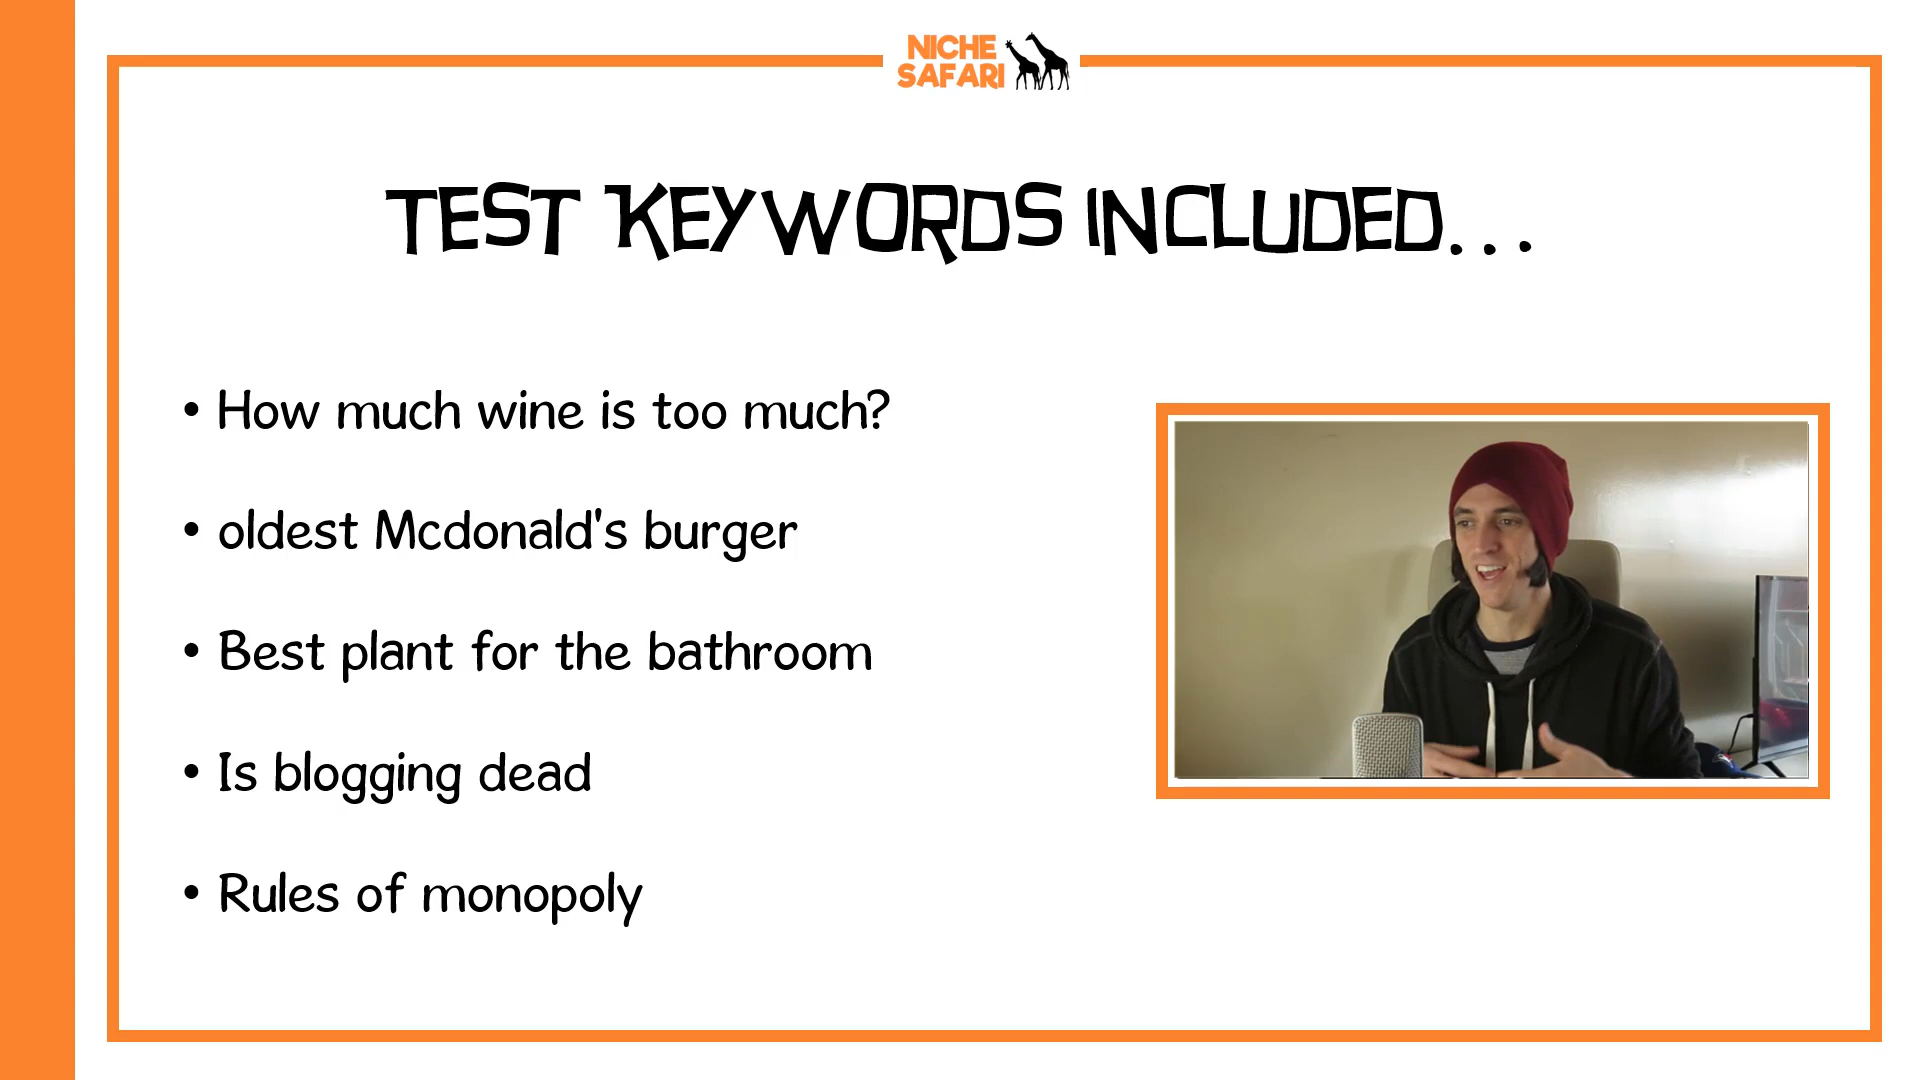 NICHE
SAFARI
TEST KEYWORDS INCLUDED...
• How much wine is too much?
• oldest Mcdonald's burger
• Best plant for the bathroom
• Is blogging dead
• Rules of monopoly